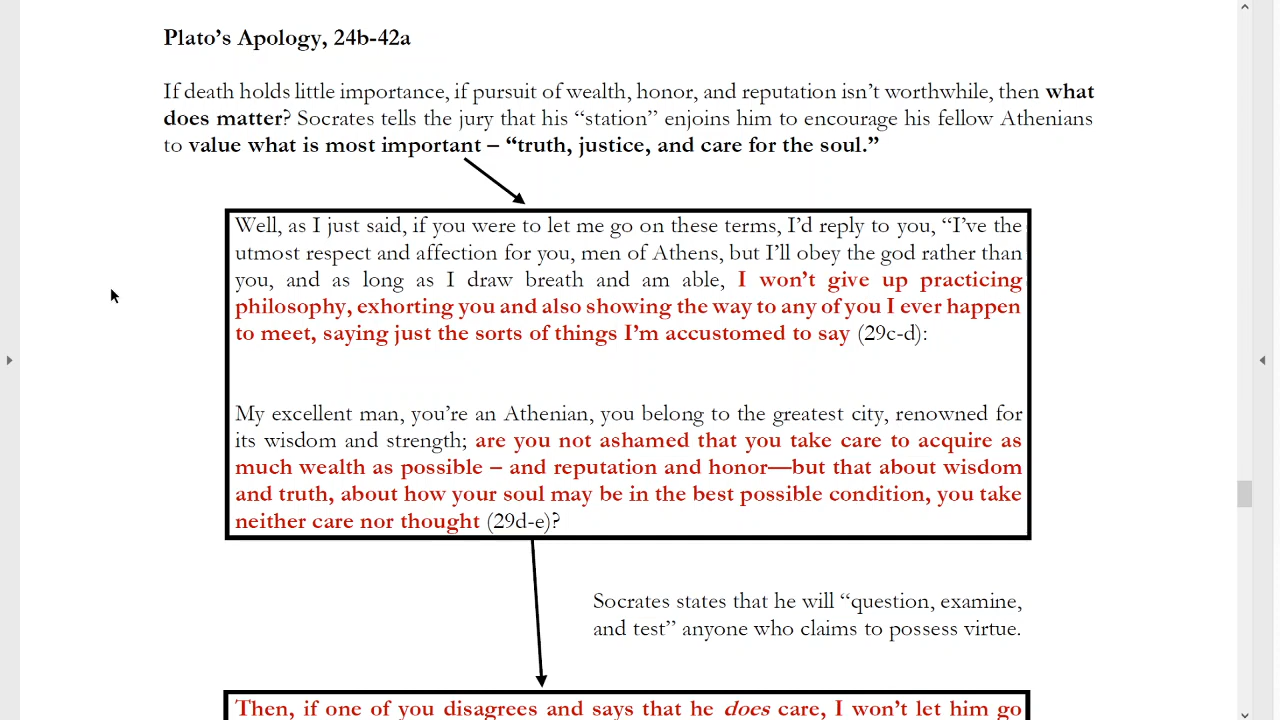 Plato’s Apology, 24b-42a
If death holds little importance, if pursuit of wealth, honor, and reputation isn’t worthwhile, then what
does matter? Socrates tells the jury that his “station” enjoins him to encourage his fellow Athenians
to value what is most important – “truth, justice, and care for the soul.”
Well, as I just said, if you were to let me go on these terms, I’d reply to you, “I’ve the
utmost respect and affection for you, men of Athens, but I’ll obey the god rather than
you, and as long as I draw breath and am able, I won’t give up practicing
philosophy, exhorting you and also showing the way to any of you I ever happen
to meet, saying just the sorts of things I’m accustomed to say (29c-d):
My excellent man, you’re an Athenian, you belong to the greatest city, renowned for
its wisdom and strength; are you not ashamed that you take care to acquire as
much wealth as possible – and reputation and honor—but that about wisdom
and truth, about how your soul may be in the best possible condition, you take
neither care nor thought (29d-e)?
Socrates states that he will “question, examine,
and test” anyone who claims to possess virtue.
Then, if one of you disagrees and says that he does care, I won’t let him go